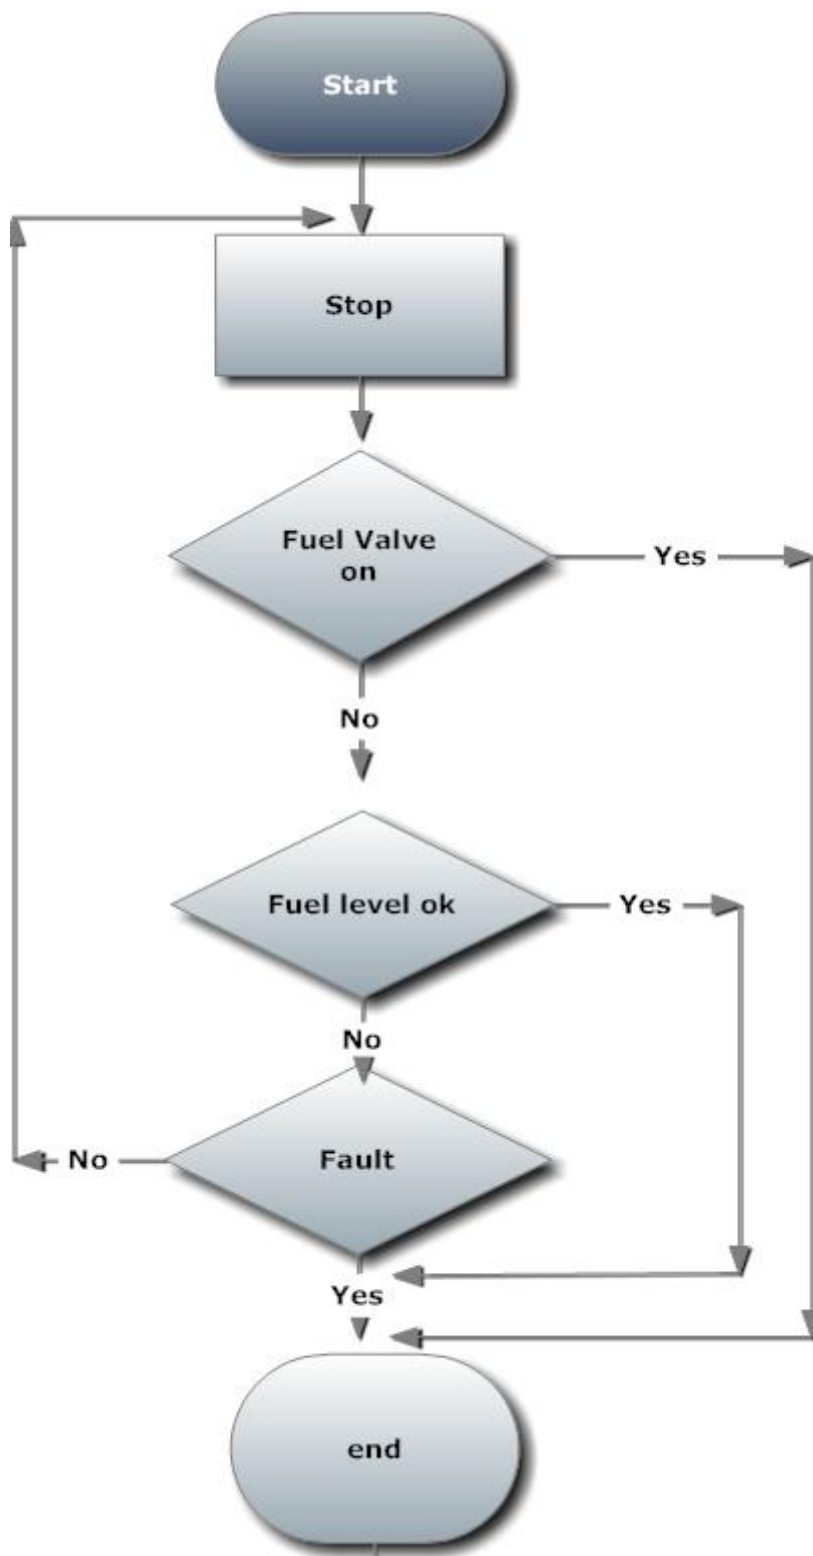 Start
Stop
Fuel Valve
on
Yes
No
Fuel level ok
Yes
No
Fault
No
Yes
end